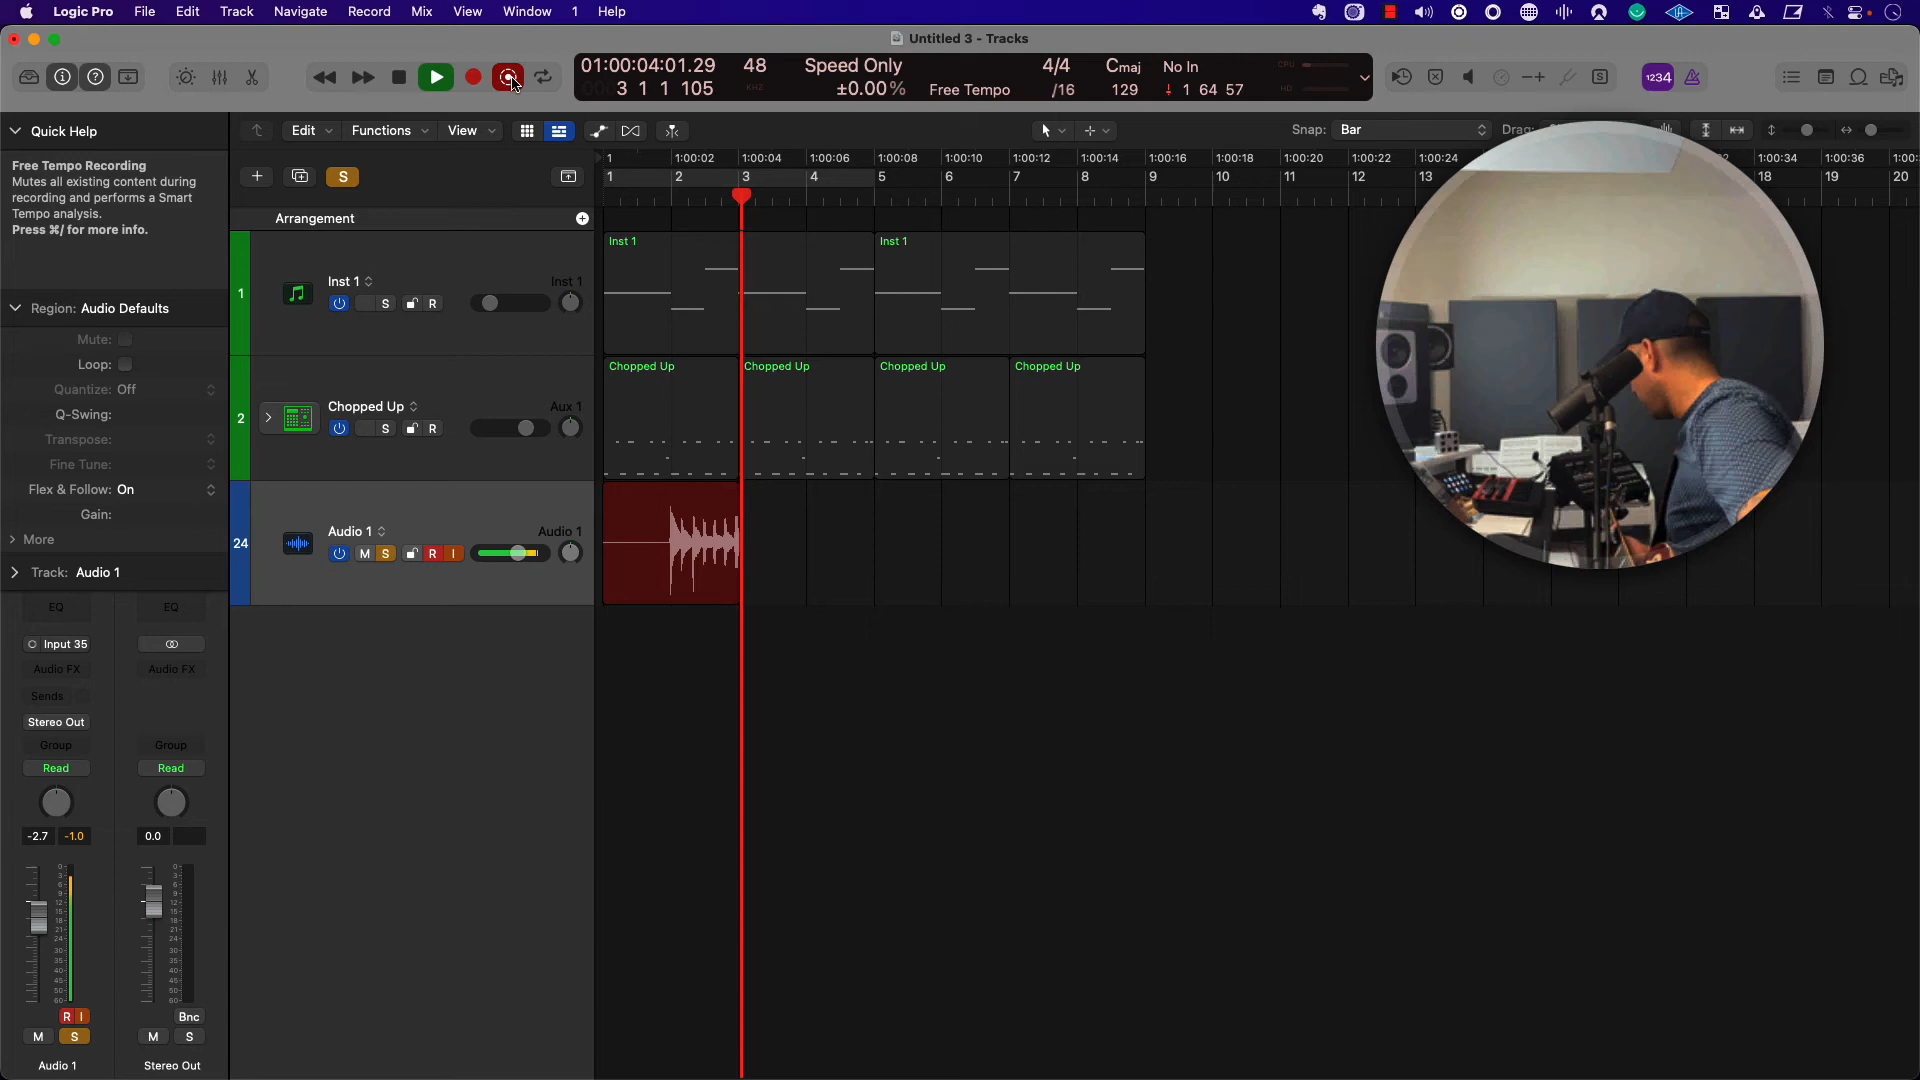 Logic Pro File Edit Track Navigate Record Mix View Window 1 Help
Untitled 3 - Tracks
01:00:04:01.29 48 Speed Only 4/4 Cmaj No In CPU
3 1 1 105 KHZ ±0.00% Free Tempo /16 129 1 64 57 HD
1234
Quick Help
Edit Functions View
Snap: Bar Drag:
Free Tempo Recording
Mutes all existing content during
recording and performs a Smart
Tempo analysis.
Press ⌘/ for more info.
1 1:00:02 1:00:04 1:00:06 1:00:08 1:00:10 1:00:12 1:00:14 1:00:16 1:00:18 1:00:20 1:00:22 1:00:24 1:00:34 1:00:36 1:00:
S
1 2 3 4 5 6 7 8 9 10 11 12 13 18 19 20
Arrangement
1 Inst 1 Inst 1
S R
Inst 1 Inst 1
2 Chopped Up Aux 1
S R
Chopped Up Chopped Up Chopped Up Chopped Up
24 Audio 1 Audio 1
M S R I
Region: Audio Defaults
Mute:
Loop:
Quantize: Off
Q-Swing:
Transpose:
Fine Tune:
Flex & Follow: On
Gain:
More
Track: Audio 1
EQ EQ
Input 35
Audio FX Audio FX
Sends
Stereo Out
Group Group
Read Read
-2.7 -1.0 0.0
R I Bnc
M S M S
Audio 1 Stereo Out